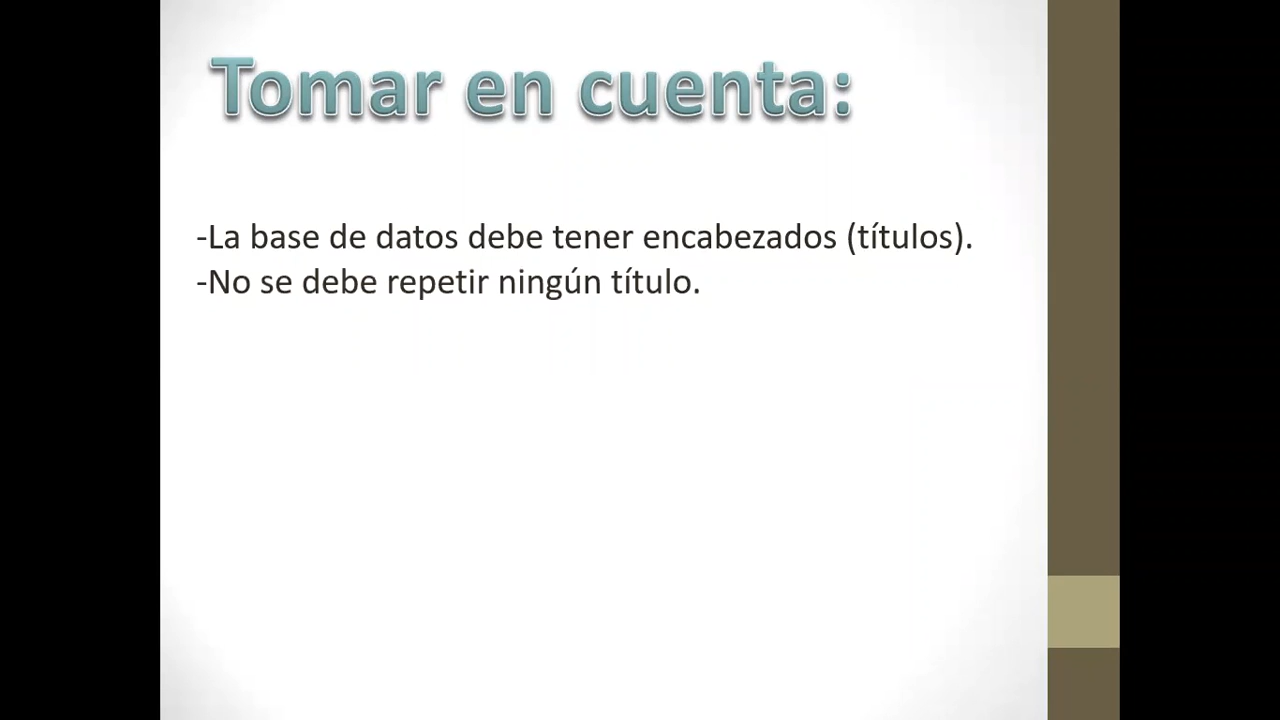 Tomar en cuenta:
-La base de datos debe tener encabezados (títulos).
-No se debe repetir ningún título.